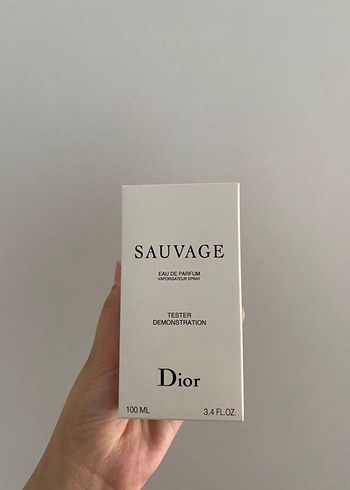 SAUVAGE
EAU DE PARFUM
VAPORISATEUR SPRAY
TESTER
DEMONSTRATION
Dior
100 ML 3.4 FL.OZ.